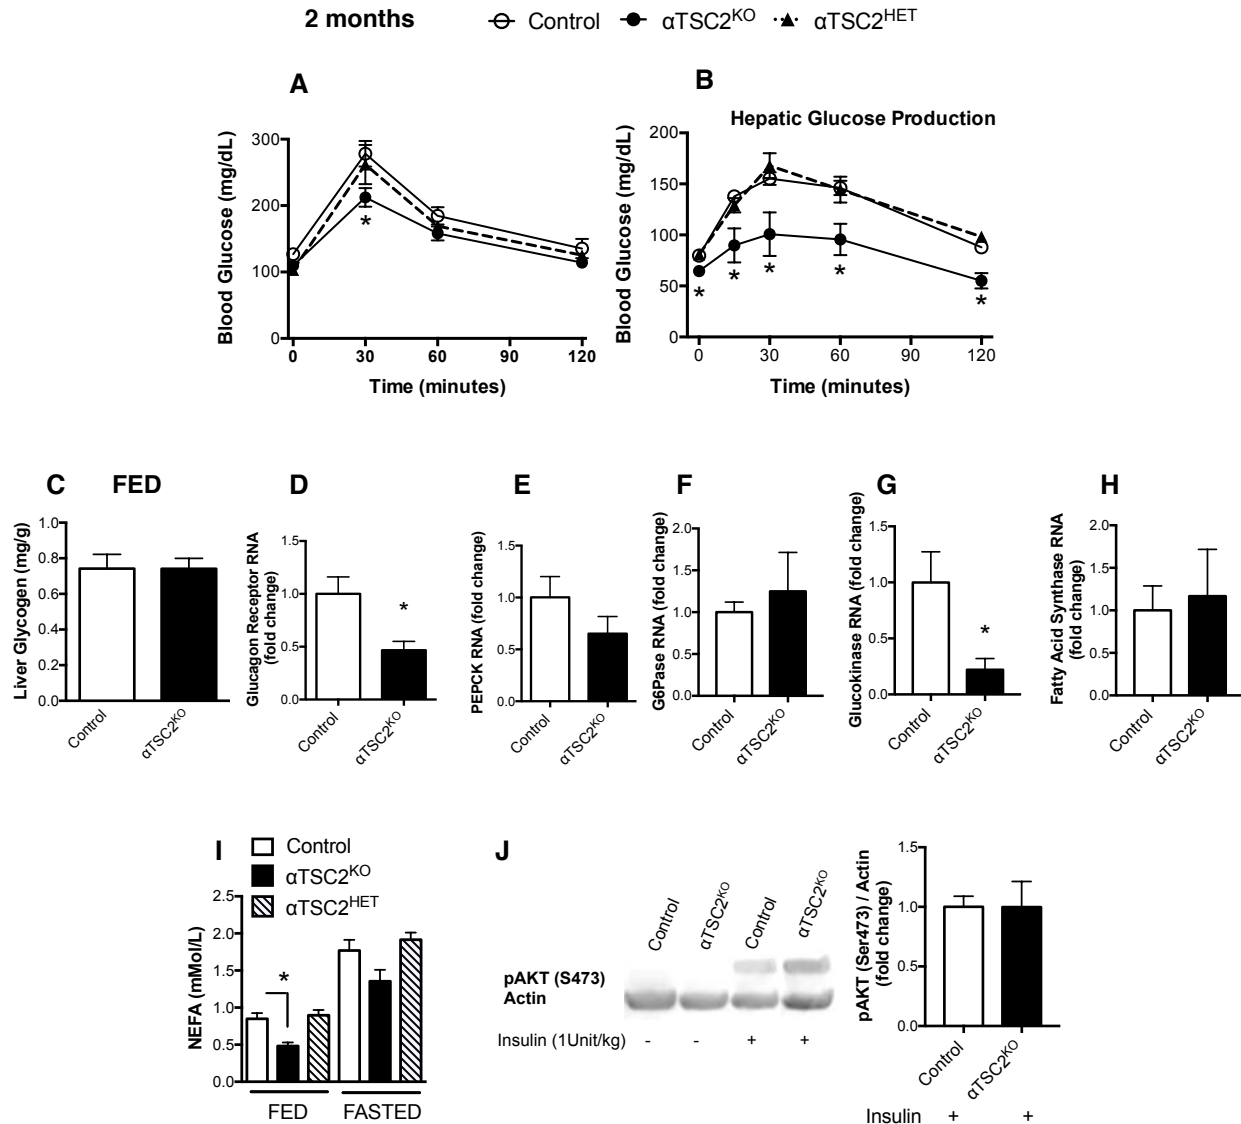 2 months
Control
αTSC2KO
αTSC2HET
A
Blood Glucose (mg/dL)
300
200
100
0
0
30
60
90
120
Time (minutes)
*
B
Hepatic Glucose Production
Blood Glucose (mg/dL)
200
150
100
50
0
0
30
60
90
120
Time (minutes)
*
*
*
*
*
C
FED
Liver Glycogen (mg/g)
1.0
0.8
0.6
0.4
0.2
0.0
Control
αTSC2KO
D
Glucagon Receptor RNA
(fold change)
1.5
1.0
0.5
0.0
*
Control
αTSC2KO
E
PEPCK RNA (fold change)
1.5
1.0
0.5
0.0
Control
αTSC2KO
F
G6Pase RNA (fold change)
2.0
1.5
1.0
0.5
0.0
Control
αTSC2KO
G
Glucokinase RNA (fold change)
1.5
1.0
0.5
0.0
*
Control
αTSC2KO
H
Fatty Acid Synthase RNA
(fold change)
2.0
1.5
1.0
0.5
0.0
Control
αTSC2KO
I
Control
αTSC2KO
αTSC2HET
NEFA (mMol/L)
2.5
2.0
1.5
1.0
0.5
0.0
*
FED
FASTED
J
Control
αTSC2KO
Control
αTSC2KO
pAKT (S473)
Actin
Insulin (1Unit/kg) - - + +
pAKT (Ser473) / Actin
(fold change)
1.5
1.0
0.5
0.0
Control
αTSC2KO
Insulin + +